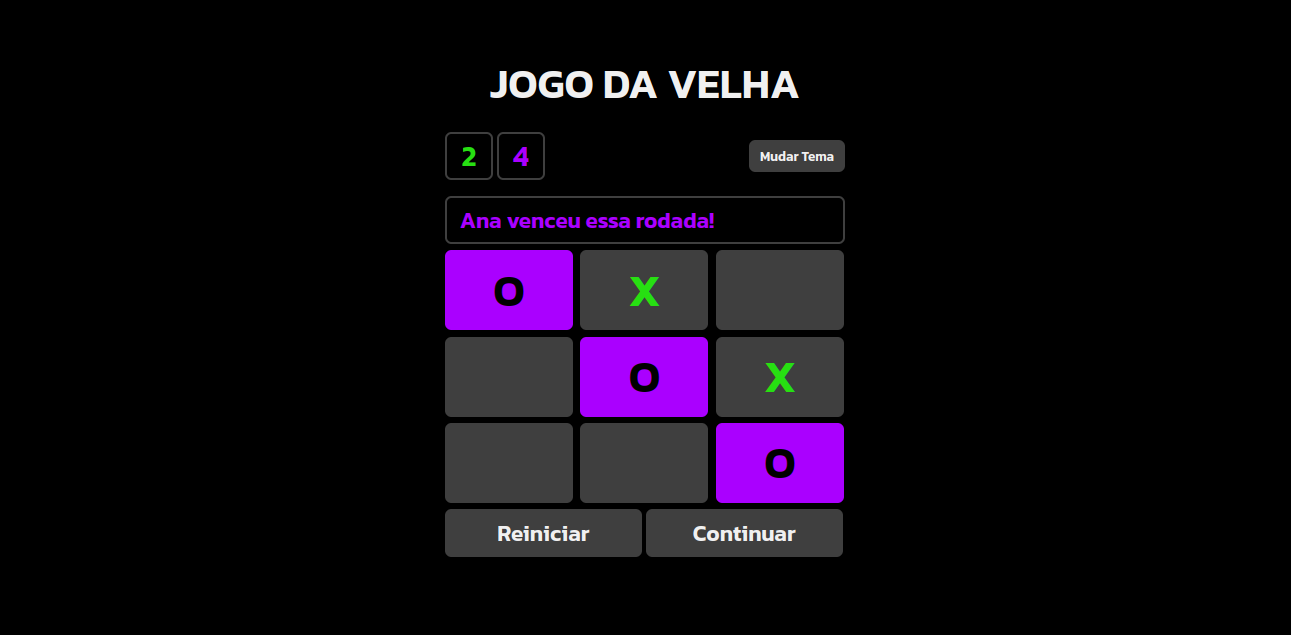 JOGO DA VELHA
2 4 Mudar Tema
Ana venceu essa rodada!
O X
O X
O
Reiniciar Continuar